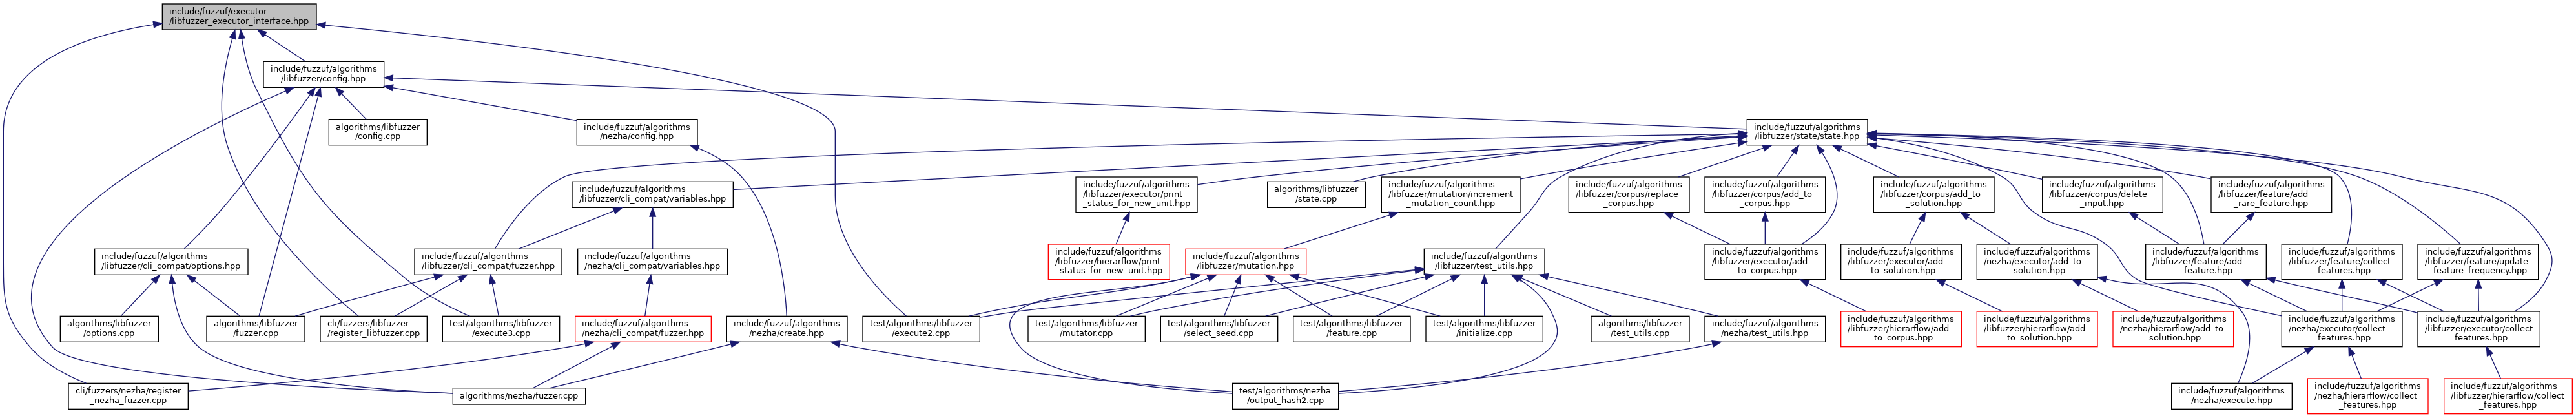 include/fuzzuf/executor
/libfuzzer_executor_interface.hpp
include/fuzzuf/algorithms
/libfuzzer/config.hpp
algorithms/libfuzzer
/config.cpp
include/fuzzuf/algorithms
/nezha/config.hpp
include/fuzzuf/algorithms
/libfuzzer/state/state.hpp
include/fuzzuf/algorithms
/libfuzzer/cli_compat/variables.hpp
include/fuzzuf/algorithms
/libfuzzer/executor/print
_status_for_new_unit.hpp
algorithms/libfuzzer
/state.cpp
include/fuzzuf/algorithms
/libfuzzer/mutation/increment
_mutation_count.hpp
include/fuzzuf/algorithms
/libfuzzer/corpus/replace
_corpus.hpp
include/fuzzuf/algorithms
/libfuzzer/corpus/add_to
_corpus.hpp
include/fuzzuf/algorithms
/libfuzzer/corpus/add_to
_solution.hpp
include/fuzzuf/algorithms
/libfuzzer/corpus/delete
_input.hpp
include/fuzzuf/algorithms
/libfuzzer/feature/add
_rare_feature.hpp
include/fuzzuf/algorithms
/libfuzzer/cli_compat/options.hpp
include/fuzzuf/algorithms
/libfuzzer/cli_compat/fuzzer.hpp
include/fuzzuf/algorithms
/nezha/cli_compat/variables.hpp
include/fuzzuf/algorithms
/libfuzzer/hierarflow/print
_status_for_new_unit.hpp
include/fuzzuf/algorithms
/libfuzzer/mutation.hpp
include/fuzzuf/algorithms
/libfuzzer/test_utils.hpp
include/fuzzuf/algorithms
/libfuzzer/executor/add
_to_corpus.hpp
include/fuzzuf/algorithms
/libfuzzer/executor/add
_to_solution.hpp
include/fuzzuf/algorithms
/nezha/executor/add_to
_solution.hpp
include/fuzzuf/algorithms
/libfuzzer/feature/add
_feature.hpp
include/fuzzuf/algorithms
/libfuzzer/feature/collect
_features.hpp
include/fuzzuf/algorithms
/libfuzzer/feature/update
_feature_frequency.hpp
algorithms/libfuzzer
/options.cpp
algorithms/libfuzzer
/fuzzer.cpp
cli/fuzzers/libfuzzer
/register_libfuzzer.cpp
test/algorithms/libfuzzer
/execute3.cpp
include/fuzzuf/algorithms
/nezha/cli_compat/fuzzer.hpp
include/fuzzuf/algorithms
/nezha/create.hpp
test/algorithms/libfuzzer
/execute2.cpp
test/algorithms/libfuzzer
/mutator.cpp
test/algorithms/libfuzzer
/select_seed.cpp
test/algorithms/libfuzzer
/feature.cpp
test/algorithms/libfuzzer
/initialize.cpp
algorithms/libfuzzer
/test_utils.cpp
include/fuzzuf/algorithms
/nezha/test_utils.hpp
include/fuzzuf/algorithms
/libfuzzer/hierarflow/add
_to_corpus.hpp
include/fuzzuf/algorithms
/libfuzzer/hierarflow/add
_to_solution.hpp
include/fuzzuf/algorithms
/nezha/hierarflow/add_to
_solution.hpp
include/fuzzuf/algorithms
/nezha/executor/collect
_features.hpp
include/fuzzuf/algorithms
/libfuzzer/executor/collect
_features.hpp
cli/fuzzers/nezha/register
_nezha_fuzzer.cpp
algorithms/nezha/fuzzer.cpp
test/algorithms/nezha
/output_hash2.cpp
include/fuzzuf/algorithms
/nezha/execute.hpp
include/fuzzuf/algorithms
/nezha/hierarflow/collect
_features.hpp
include/fuzzuf/algorithms
/libfuzzer/hierarflow/collect
_features.hpp